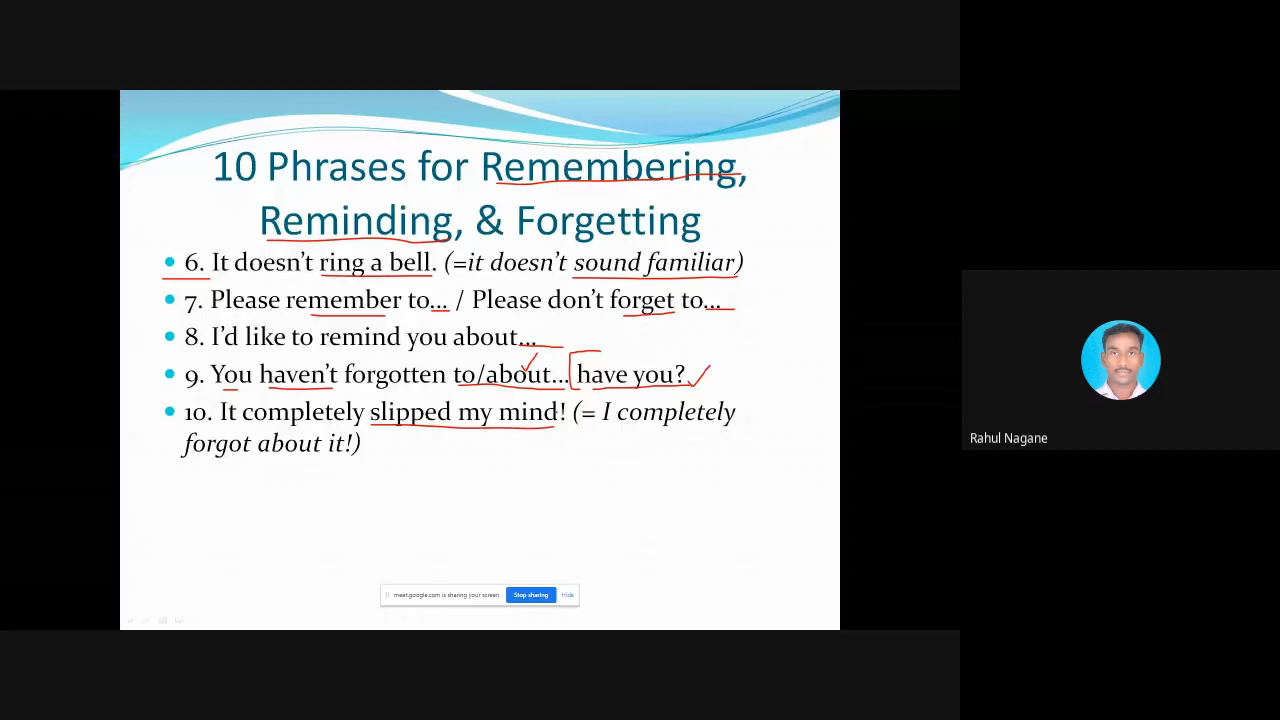 10 Phrases for Remembering,
Reminding, & Forgetting
• 6. It doesn't ring a bell. (=it doesn't sound familiar)
• 7. Please remember to... / Please don't forget to...
• 8. I'd like to remind you about...
• 9. You haven't forgotten to/about... have you?
• 10. It completely slipped my mind! (= I completely
forgot about it!)
meet.google.com is sharing your screen. Stop sharing Hide
Rahul Nagane